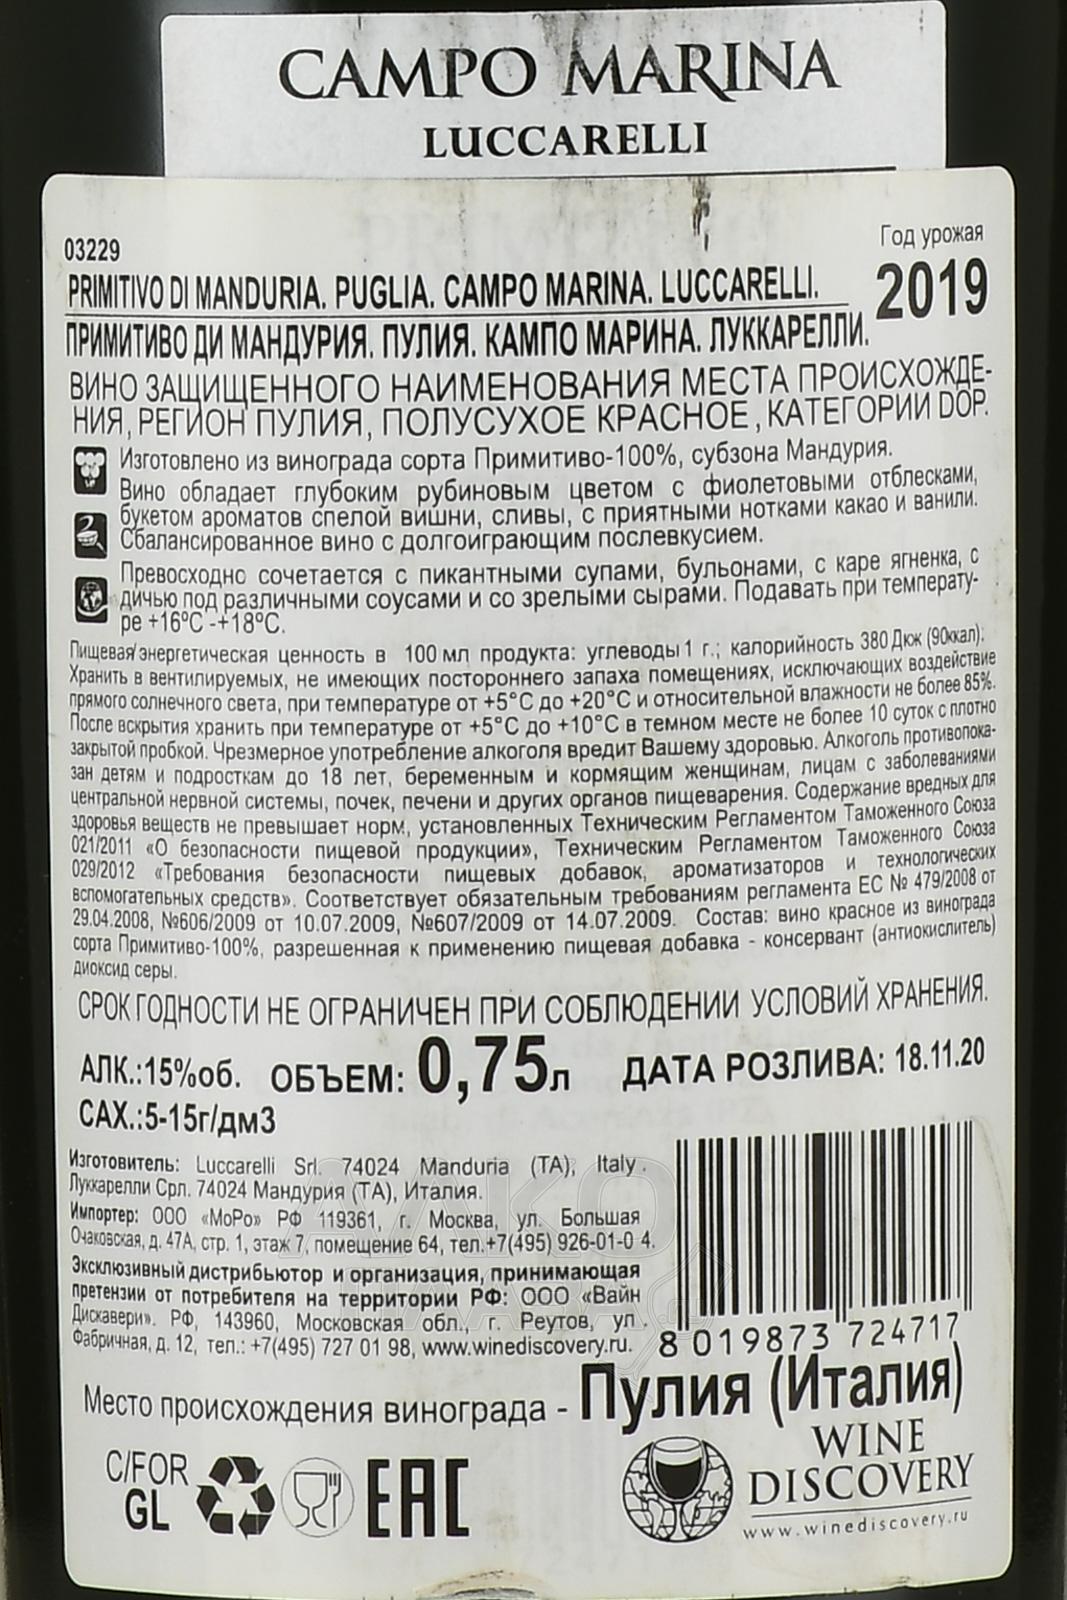 CAMPO MARINA
LUCCARELLI
03229
Год урожая
2019
PRIMITIVO DI MANDURIA. PUGLIA. CAMPO MARINA. LUCCARELLI.
ПРИМИТИВО ДИ МАНДУРИЯ. ПУЛИЯ. КАМПО МАРИНА. ЛУККАРЕЛЛИ.
ВИНО ЗАЩИЩЕННОГО НАИМЕНОВАНИЯ МЕСТА ПРОИСХОЖДЕ-
НИЯ, РЕГИОН ПУЛИЯ, ПОЛУСУХОЕ КРАСНОЕ, КАТЕГОРИИ DOP.
Изготовлено из винограда сорта Примитиво-100%, субзона Мандурия.
Вино обладает глубоким рубиновым цветом с фиолетовыми отблесками,
букетом ароматов спелой вишни, сливы, с приятными нотками какао и ванили.
Сбалансированное вино с долгоиграющим послевкусием.
Превосходно сочетается с пикантными супами, бульонами, с каре ягненка, с
дичью под различными соусами и со зрелыми сырами. Подавать при температу-
ре +16ºC -+18ºC.
Пищевая/энергетическая ценность в 100 мл продукта: углеводы 1 г.; калорийность 380 Дюк (90ккал).
Хранить в вентилируемых, не имеющих постороннего запаха помещениях, исключающих воздействие
прямого солнечного света, при температуре от +5°С до +20°С и относительной влажности не более 85%.
После вскрытия хранить при температуре от +5°С до +10°С в темном месте не более 10 суток с плотно
закрытой пробкой. Чрезмерное употребление алкоголя вредит Вашему здоровью. Алкоголь противопока-
зан детям и подросткам до 18 лет, беременным и кормящим женщинам, лицам с заболеваниями
центральной нервной системы, почек, печени и других органов пищеварения. Содержание вредных для
здоровья веществ не превышает норм, установленных Техническим Регламентом Таможенного Союза
021/2011 «О безопасности пищевой продукции», Техническим Регламентом Таможенного Союза
029/2012 «Требования безопасности пищевых добавок, ароматизаторов и технологических
вспомогательных средств». Соответствует обязательным требованиям регламента ЕС № 479/2008 от
29.04.2008, №606/2009 от 10.07.2009, №607/2009 от 14.07.2009. Состав: вино красное из винограда
сорта Примитиво-100%, разрешенная к применению пищевая добавка - консервант (антиокислитель)
диоксид серы.
СРОК ГОДНОСТИ НЕ ОГРАНИЧЕН ПРИ СОБЛЮДЕНИИ УСЛОВИЙ ХРАНЕНИЯ.
АЛК.:15%об. ОБЪЕМ: 0,75л ДАТА РОЗЛИВА: 18.11.20
САХ.:5-15г/дм3
Изготовитель: Luccarelli Srl. 74024 Manduria (TA), Italy.
Луккарелли Срл. 74024 Мандурия (ТА), Италия.
Импортер: ООО «МоРо» РФ 119361, г. Москва, ул. Большая
Очаковская, д. 47А, стр. 1, этаж 7, помещение 64, тел.+7(495) 926-01-0 4.
Эксклюзивный дистрибьютор и организация, принимающая
претензии от потребителя на территории РФ: ООО «Вайн
Дискавери». РФ, 143960, Московская обл., г. Реутов, ул.
Фабричная, д. 12, тел.: +7(495) 727 01 98, www.winediscovery.ru.
8 019873 724717
Место происхождения винограда - Пулия (Италия)
C/FOR
GL
EAC
WINE
DISCOVERY
www.winediscovery.ru